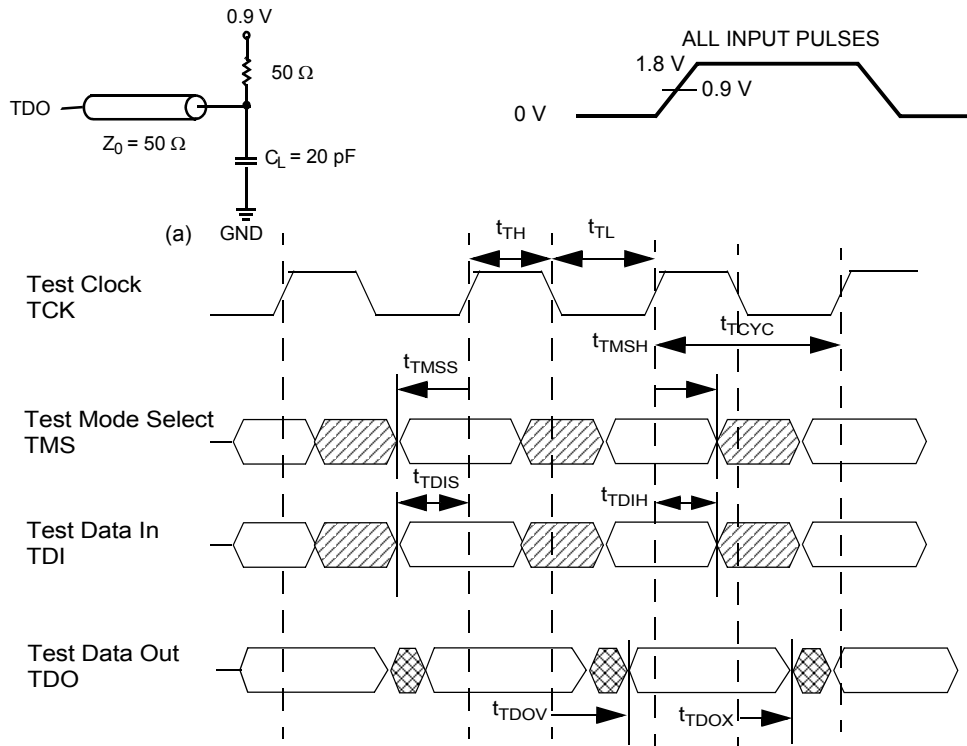 0.9 V
50 Ω
TDO
Z0 = 50 Ω
CL = 20 pF
(a)
GND
ALL INPUT PULSES
1.8 V
0.9 V
0 V
tTH
tTL
Test Clock
TCK
tTCYC
tTMSH
tTMSS
Test Mode Select
TMS
tTDIS
tTDIH
Test Data In
TDI
Test Data Out
TDO
tTDOV
tTDOX